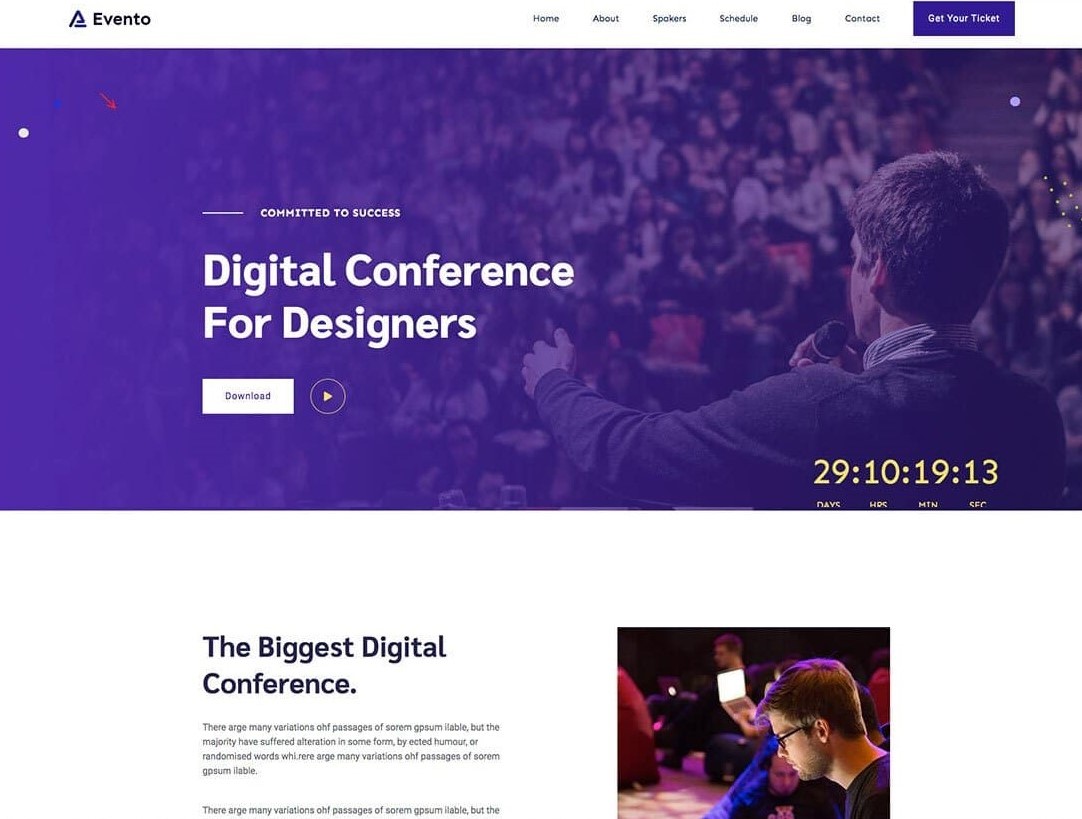 Evento
Home About Spakers Schedule Blog Contact Get Your Ticket
COMMITTED TO SUCCESS
Digital Conference
For Designers
Download
29:10:19:13
DAYS HRS MIN SEC
The Biggest Digital
Conference.
There arge many variations ohf passages of sorem gpsum ilable, but the
majority have suffered alteration in some form, by ected humour, or
randomised words whi.rere arge many variations ohf passages of sorem
gpsum ilable.
There arge many variations ohf passages of sorem gpsum ilable, but the